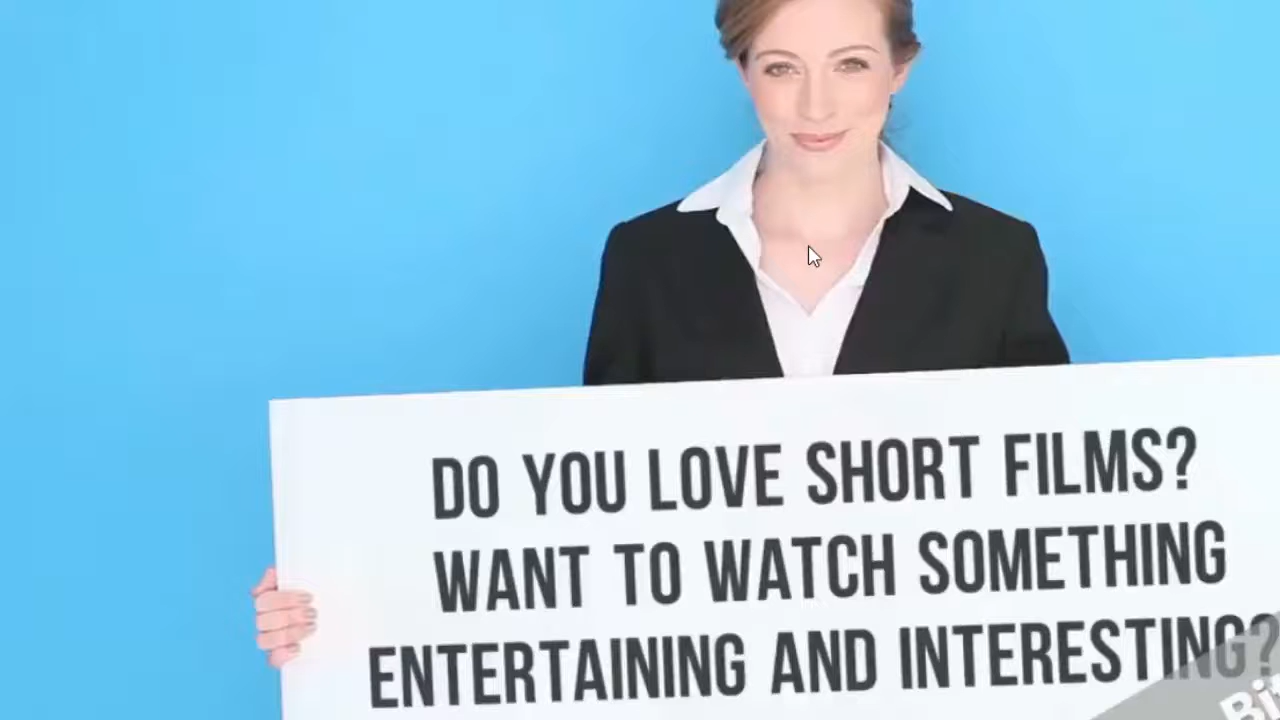 DO YOU LOVE SHORT FILMS?
WANT TO WATCH SOMETHING
ENTERTAINING AND INTERESTING?